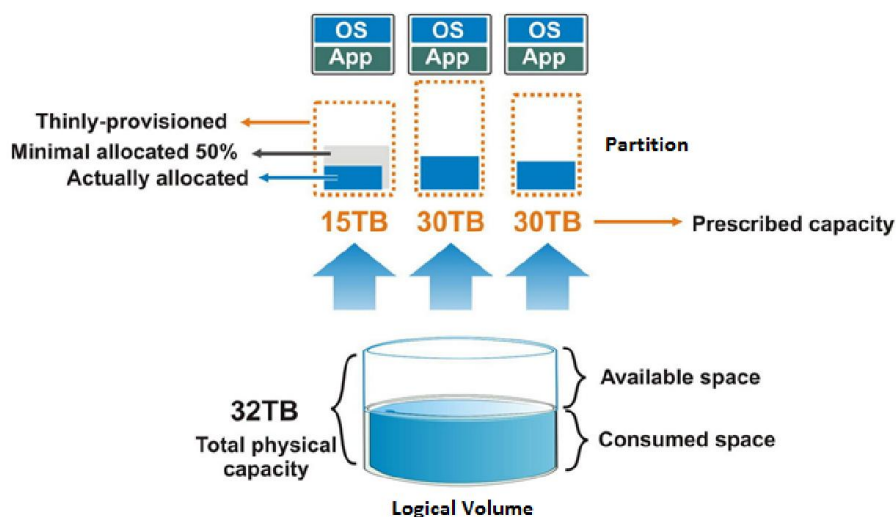 OS
App
OS
App
OS
App
Thinly-provisioned
Minimal allocated 50%
Actually allocated
Partition
15TB
30TB
30TB
Prescribed capacity
32TB
Total physical
capacity
Available space
Consumed space
Logical Volume